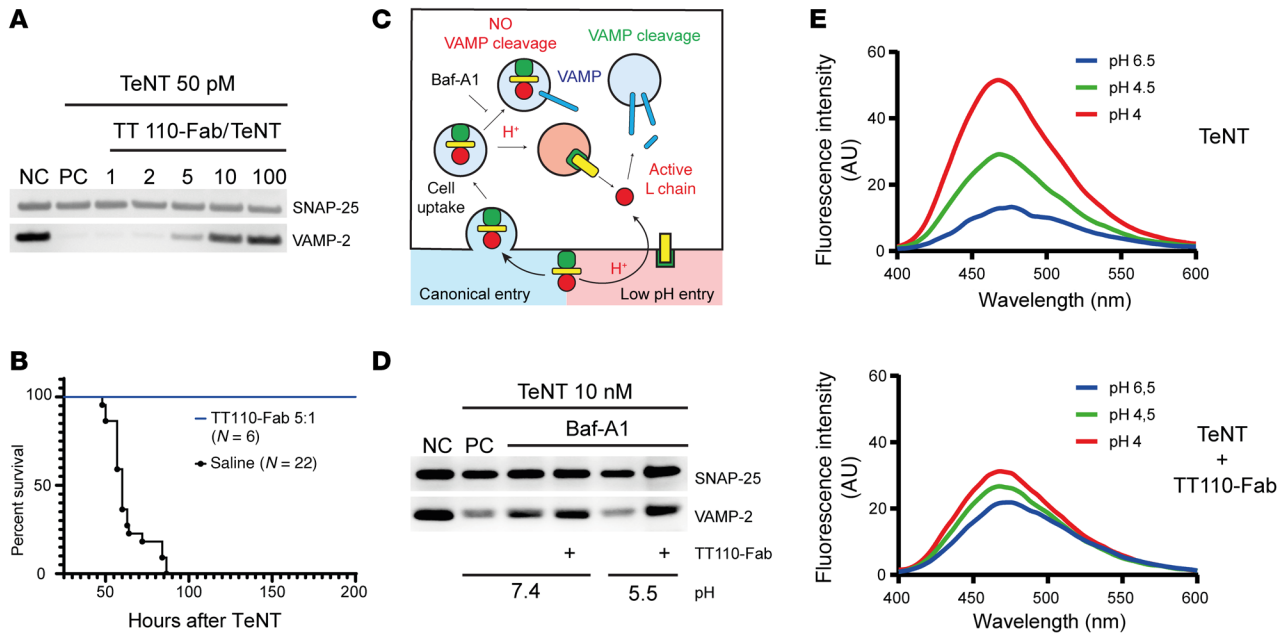 A
TeNT 50 pM
TT 110-Fab/TeNT
NC PC 1 2 5 10 100
SNAP-25
VAMP-2
B
100
50
0
Percent survival
TT110-Fab 5:1
(N = 6)
Saline (N = 22)
50 100 150 200
Hours after TeNT
C
NO
VAMP cleavage
VAMP cleavage
Baf-A1
VAMP
H+
Active
L chain
Cell
uptake
H+
Canonical entry
Low pH entry
D
TeNT 10 nM
Baf-A1
NC PC
SNAP-25
VAMP-2
+ + TT110-Fab
7.4 5.5 pH
E
60
40
20
0
Fluorescence intensity
(AU)
pH 6.5
pH 4.5
pH 4
TeNT
400 450 500 550 600
Wavelength (nm)
60
40
20
0
Fluorescence intensity
(AU)
pH 6,5
pH 4,5
pH 4
TeNT
+
TT110-Fab
400 450 500 550 600
Wavelength (nm)